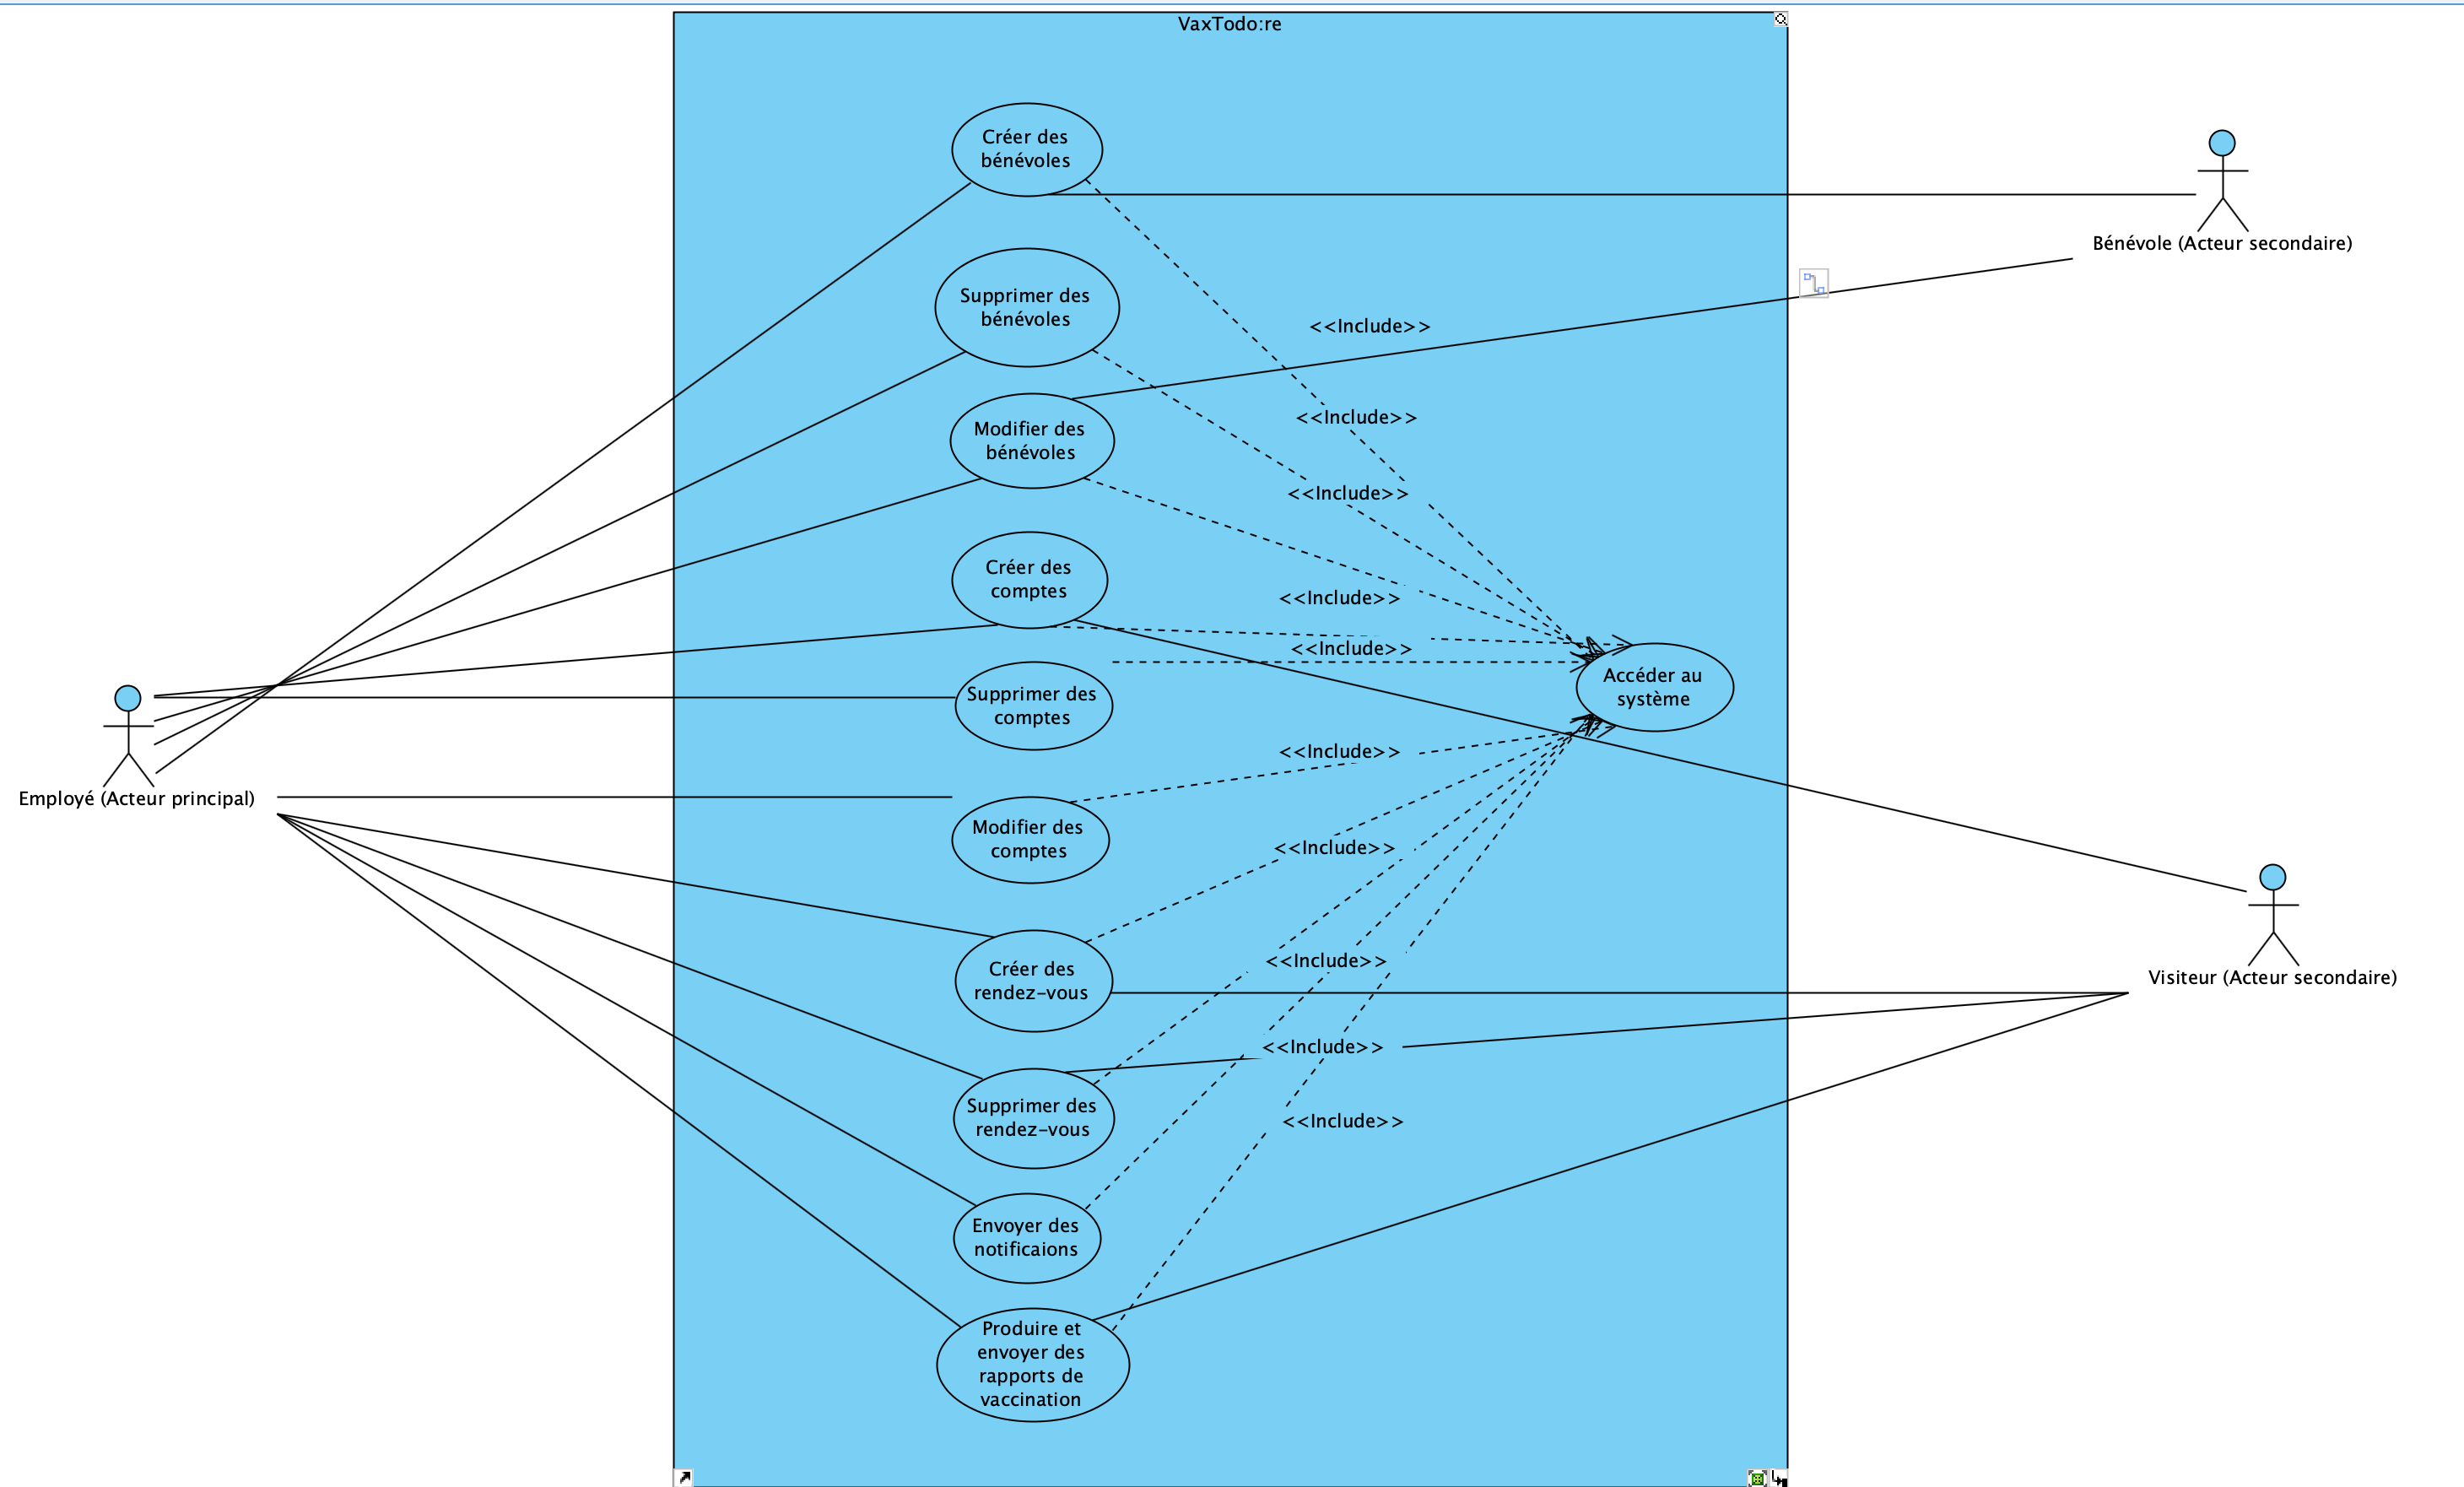 VaxTodo:re
Créer des
bénévoles
Bénévole (Acteur secondaire)
Supprimer des
bénévoles
<<Include>>
<<Include>>
Modifier des
bénévoles
<<Include>>
Créer des
comptes
<<Include>>
<<Include>>
Accéder au
système
Supprimer des
comptes
<<Include>>
Employé (Acteur principal)
Modifier des
comptes
<<Include>>
Créer des
rendez-vous
<<Include>>
Visiteur (Acteur secondaire)
<<Include>>
Supprimer des
rendez-vous
<<Include>>
Envoyer des
notificaions
Produire et
envoyer des
rapports de
vaccination